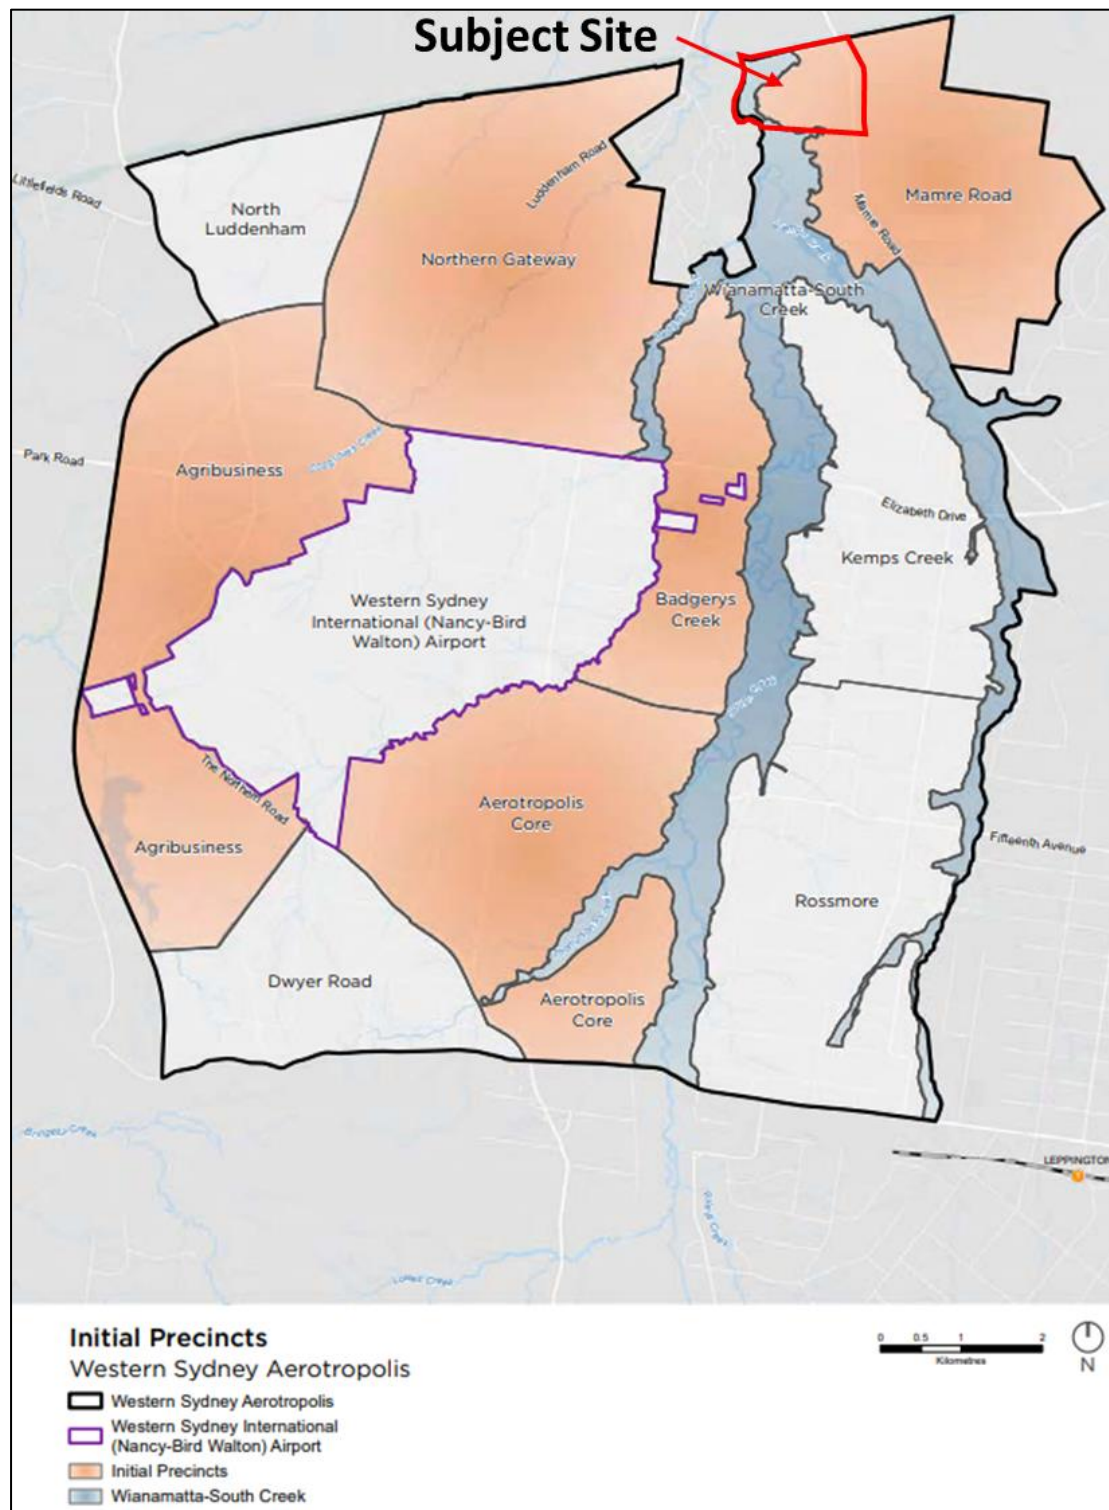 Subject Site
Littlefields Road
North
Luddenham
Luddenham Road
Northern Gateway
Mamre Road
Mamre Road
Wianamatta-South
Creek
Park Road
Agribusiness
Elizabeth Drive
Kemps Creek
Western Sydney
International (Nancy-Bird
Walton) Airport
Badgerys
Creek
The Northern Road
Agribusiness
Aerotropolis
Core
Fifteenth Avenue
Rossmore
Dwyer Road
Aerotropolis
Core
LEPPINGTON
Initial Precincts
Western Sydney Aerotropolis
Western Sydney Aerotropolis
Western Sydney International
(Nancy-Bird Walton) Airport
Initial Precincts
Wianamatta-South Creek
0 0.5 1 2
Kilometres
N